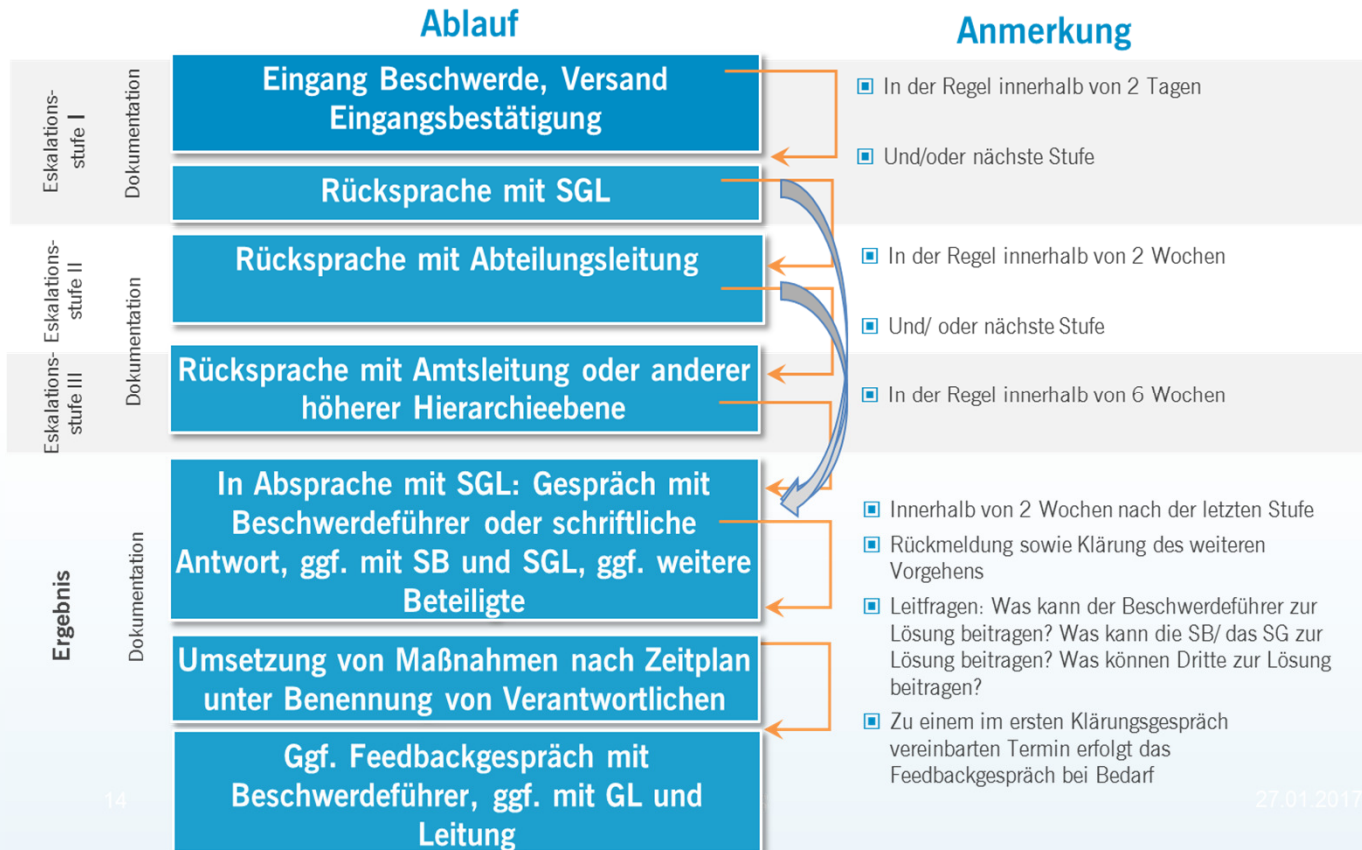 Ablauf
Anmerkung
Eskalations-
stufe I
Dokumentation
Eingang Beschwerde, Versand
Eingangsbestätigung
In der Regel innerhalb von 2 Tagen
Und/oder nächste Stufe
Rücksprache mit SGL
Eskalations-
stufe II
Dokumentation
Rücksprache mit Abteilungsleitung
In der Regel innerhalb von 2 Wochen
Und/ oder nächste Stufe
Eskalations-
stufe III
Rücksprache mit Amtsleitung oder anderer
höherer Hierarchieebene
In der Regel innerhalb von 6 Wochen
Ergebnis
Dokumentation
In Absprache mit SGL: Gespräch mit
Beschwerdeführer oder schriftliche
Antwort, ggf. mit SB und SGL, ggf. weitere
Beteiligte
Innerhalb von 2 Wochen nach der letzten Stufe
Rückmeldung sowie Klärung des weiteren
Vorgehens
Leitfragen: Was kann der Beschwerdeführer zur
Lösung beitragen? Was kann die SB/ das SG zur
Lösung beitragen? Was können Dritte zur Lösung
beitragen?
Umsetzung von Maßnahmen nach Zeitplan
unter Benennung von Verantwortlichen
Zu einem im ersten Klärungsgespräch
vereinbarten Termin erfolgt das
Feedbackgespräch bei Bedarf
Ggf. Feedbackgespräch mit
Beschwerdeführer, ggf. mit GL und
Leitung
14
27.01.2017